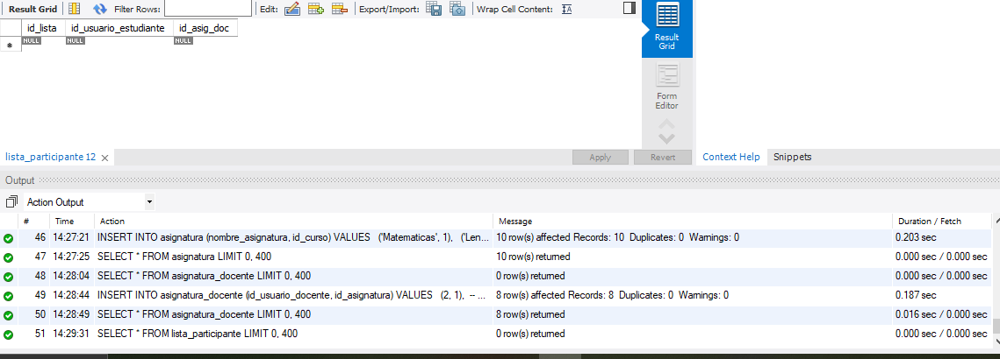 Result Grid Filter Rows: Edit: Export/Import: Wrap Cell Content:
id_lista id_usuario_estudiante id_asig_doc
NULL NULL NULL
Result
Grid
Form
Editor
lista_participante 12 Apply Revert Context Help Snippets
Output
Action Output
# Time Action Message Duration / Fetch
46 14:27:21 INSERT INTO asignatura (nombre_asignatura, id_curso) VALUES ('Matematicas', 1), ('Len... 10 row(s) affected Records: 10 Duplicates: 0 Warnings: 0 0.203 sec
47 14:27:25 SELECT * FROM asignatura LIMIT 0, 400 10 row(s) returned 0.000 sec / 0.000 sec
48 14:28:04 SELECT * FROM asignatura_docente LIMIT 0, 400 0 row(s) returned 0.000 sec / 0.000 sec
49 14:28:44 INSERT INTO asignatura_docente (id_usuario_docente, id_asignatura) VALUES (2, 1), -- ... 8 row(s) affected Records: 8 Duplicates: 0 Warnings: 0 0.187 sec
50 14:28:49 SELECT * FROM asignatura_docente LIMIT 0, 400 8 row(s) returned 0.016 sec / 0.000 sec
51 14:29:31 SELECT * FROM lista_participante LIMIT 0, 400 0 row(s) returned 0.000 sec / 0.000 sec